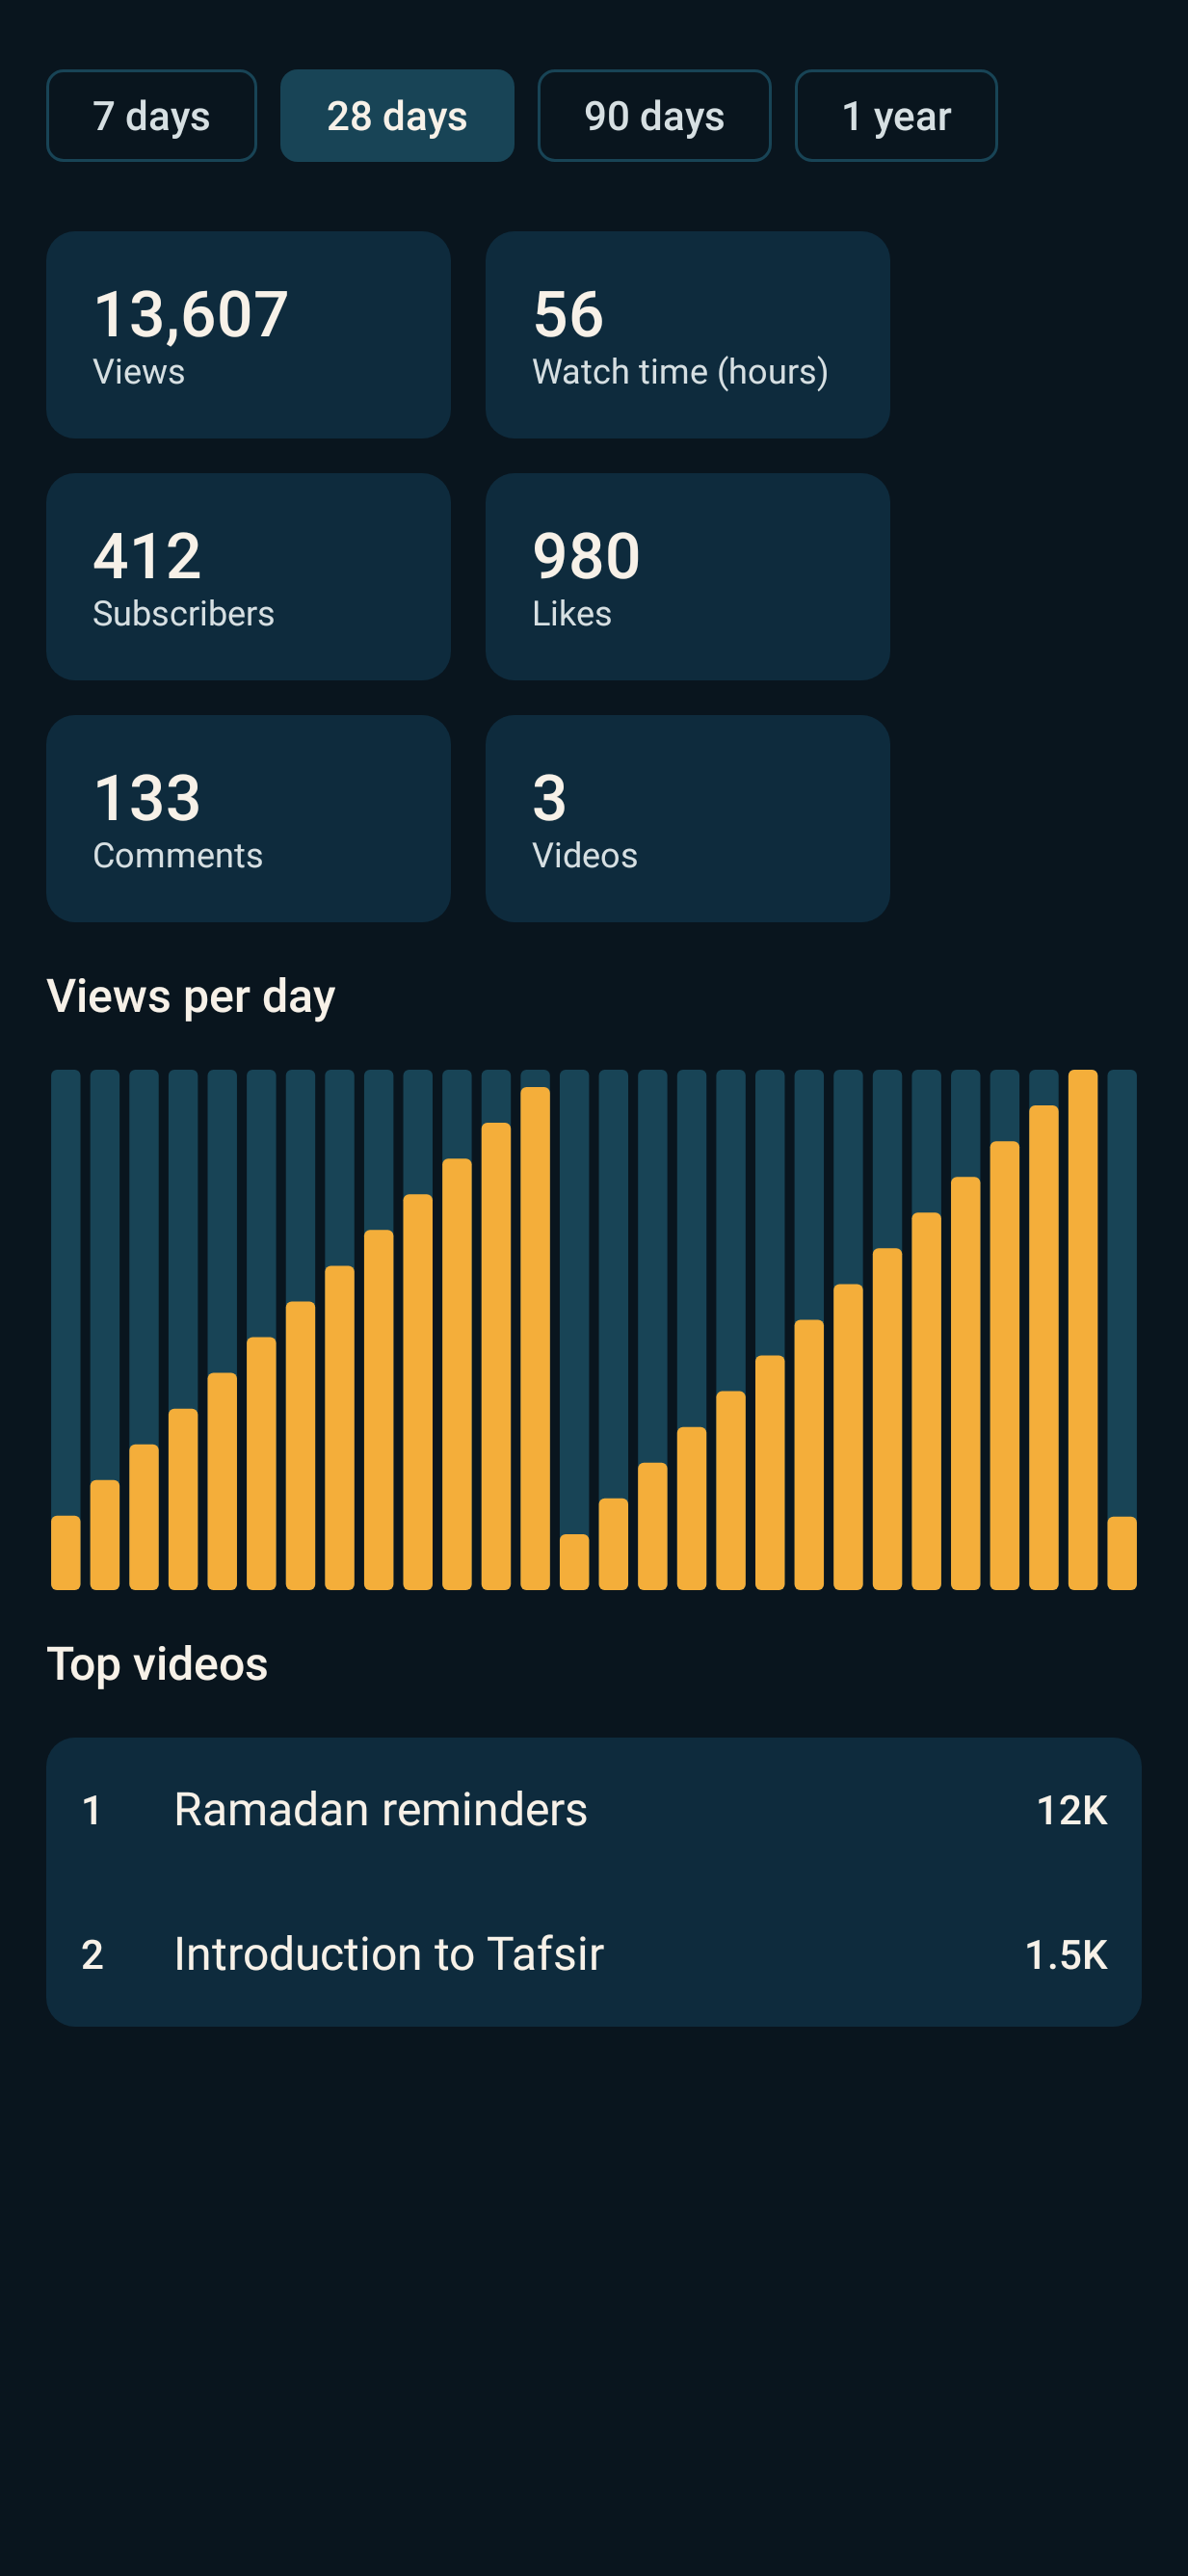 7 days 28 days 90 days 1 year
13,607 56
Views Watch time (hours)
412 980
Subscribers Likes
133 3
Comments Videos
Views per day
Top videos
1 Ramadan reminders 12K
2 Introduction to Tafsir 1.5K